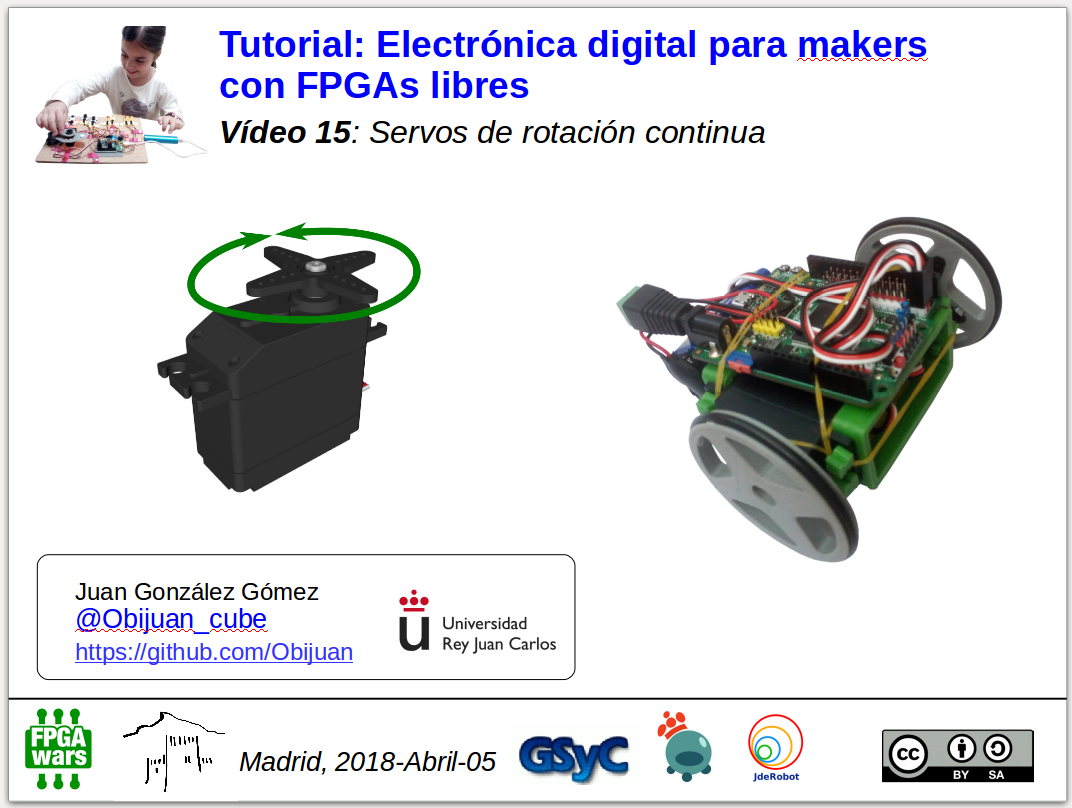 Tutorial: Electrónica digital para makers
con FPGAs libres
Vídeo 15: Servos de rotación continua
Juan González Gómez
@Obijuan_cube
https://github.com/Obijuan
ü Universidad
Rey Juan Carlos
FPGA
wars
Madrid, 2018-Abril-05
GSyC
JdeRobot
cc
BY SA